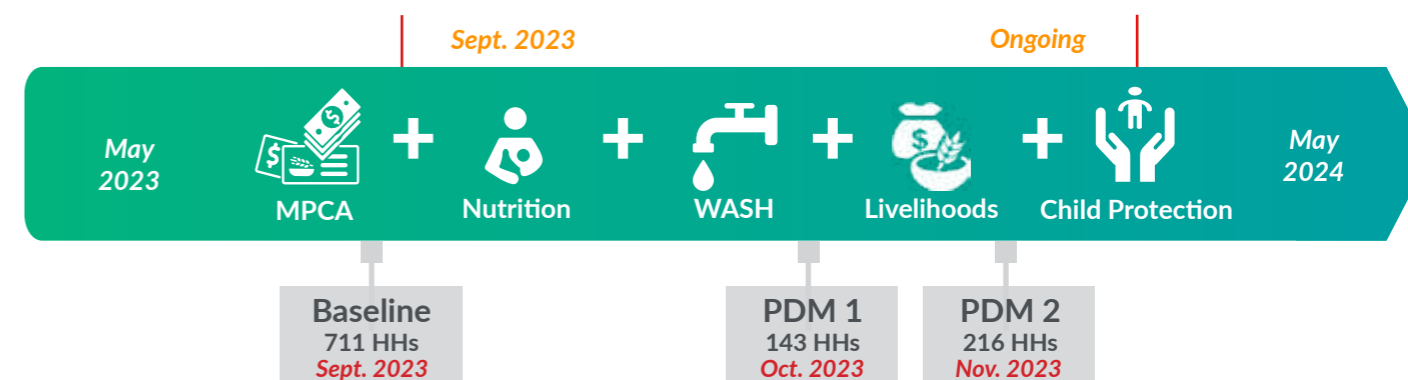 Sept. 2023
Ongoing
May
2023
MPCA
Nutrition
WASH
Livelihoods
Child Protection
May
2024
Baseline
711 HHs
Sept. 2023
PDM 1
143 HHs
Oct. 2023
PDM 2
216 HHs
Nov. 2023